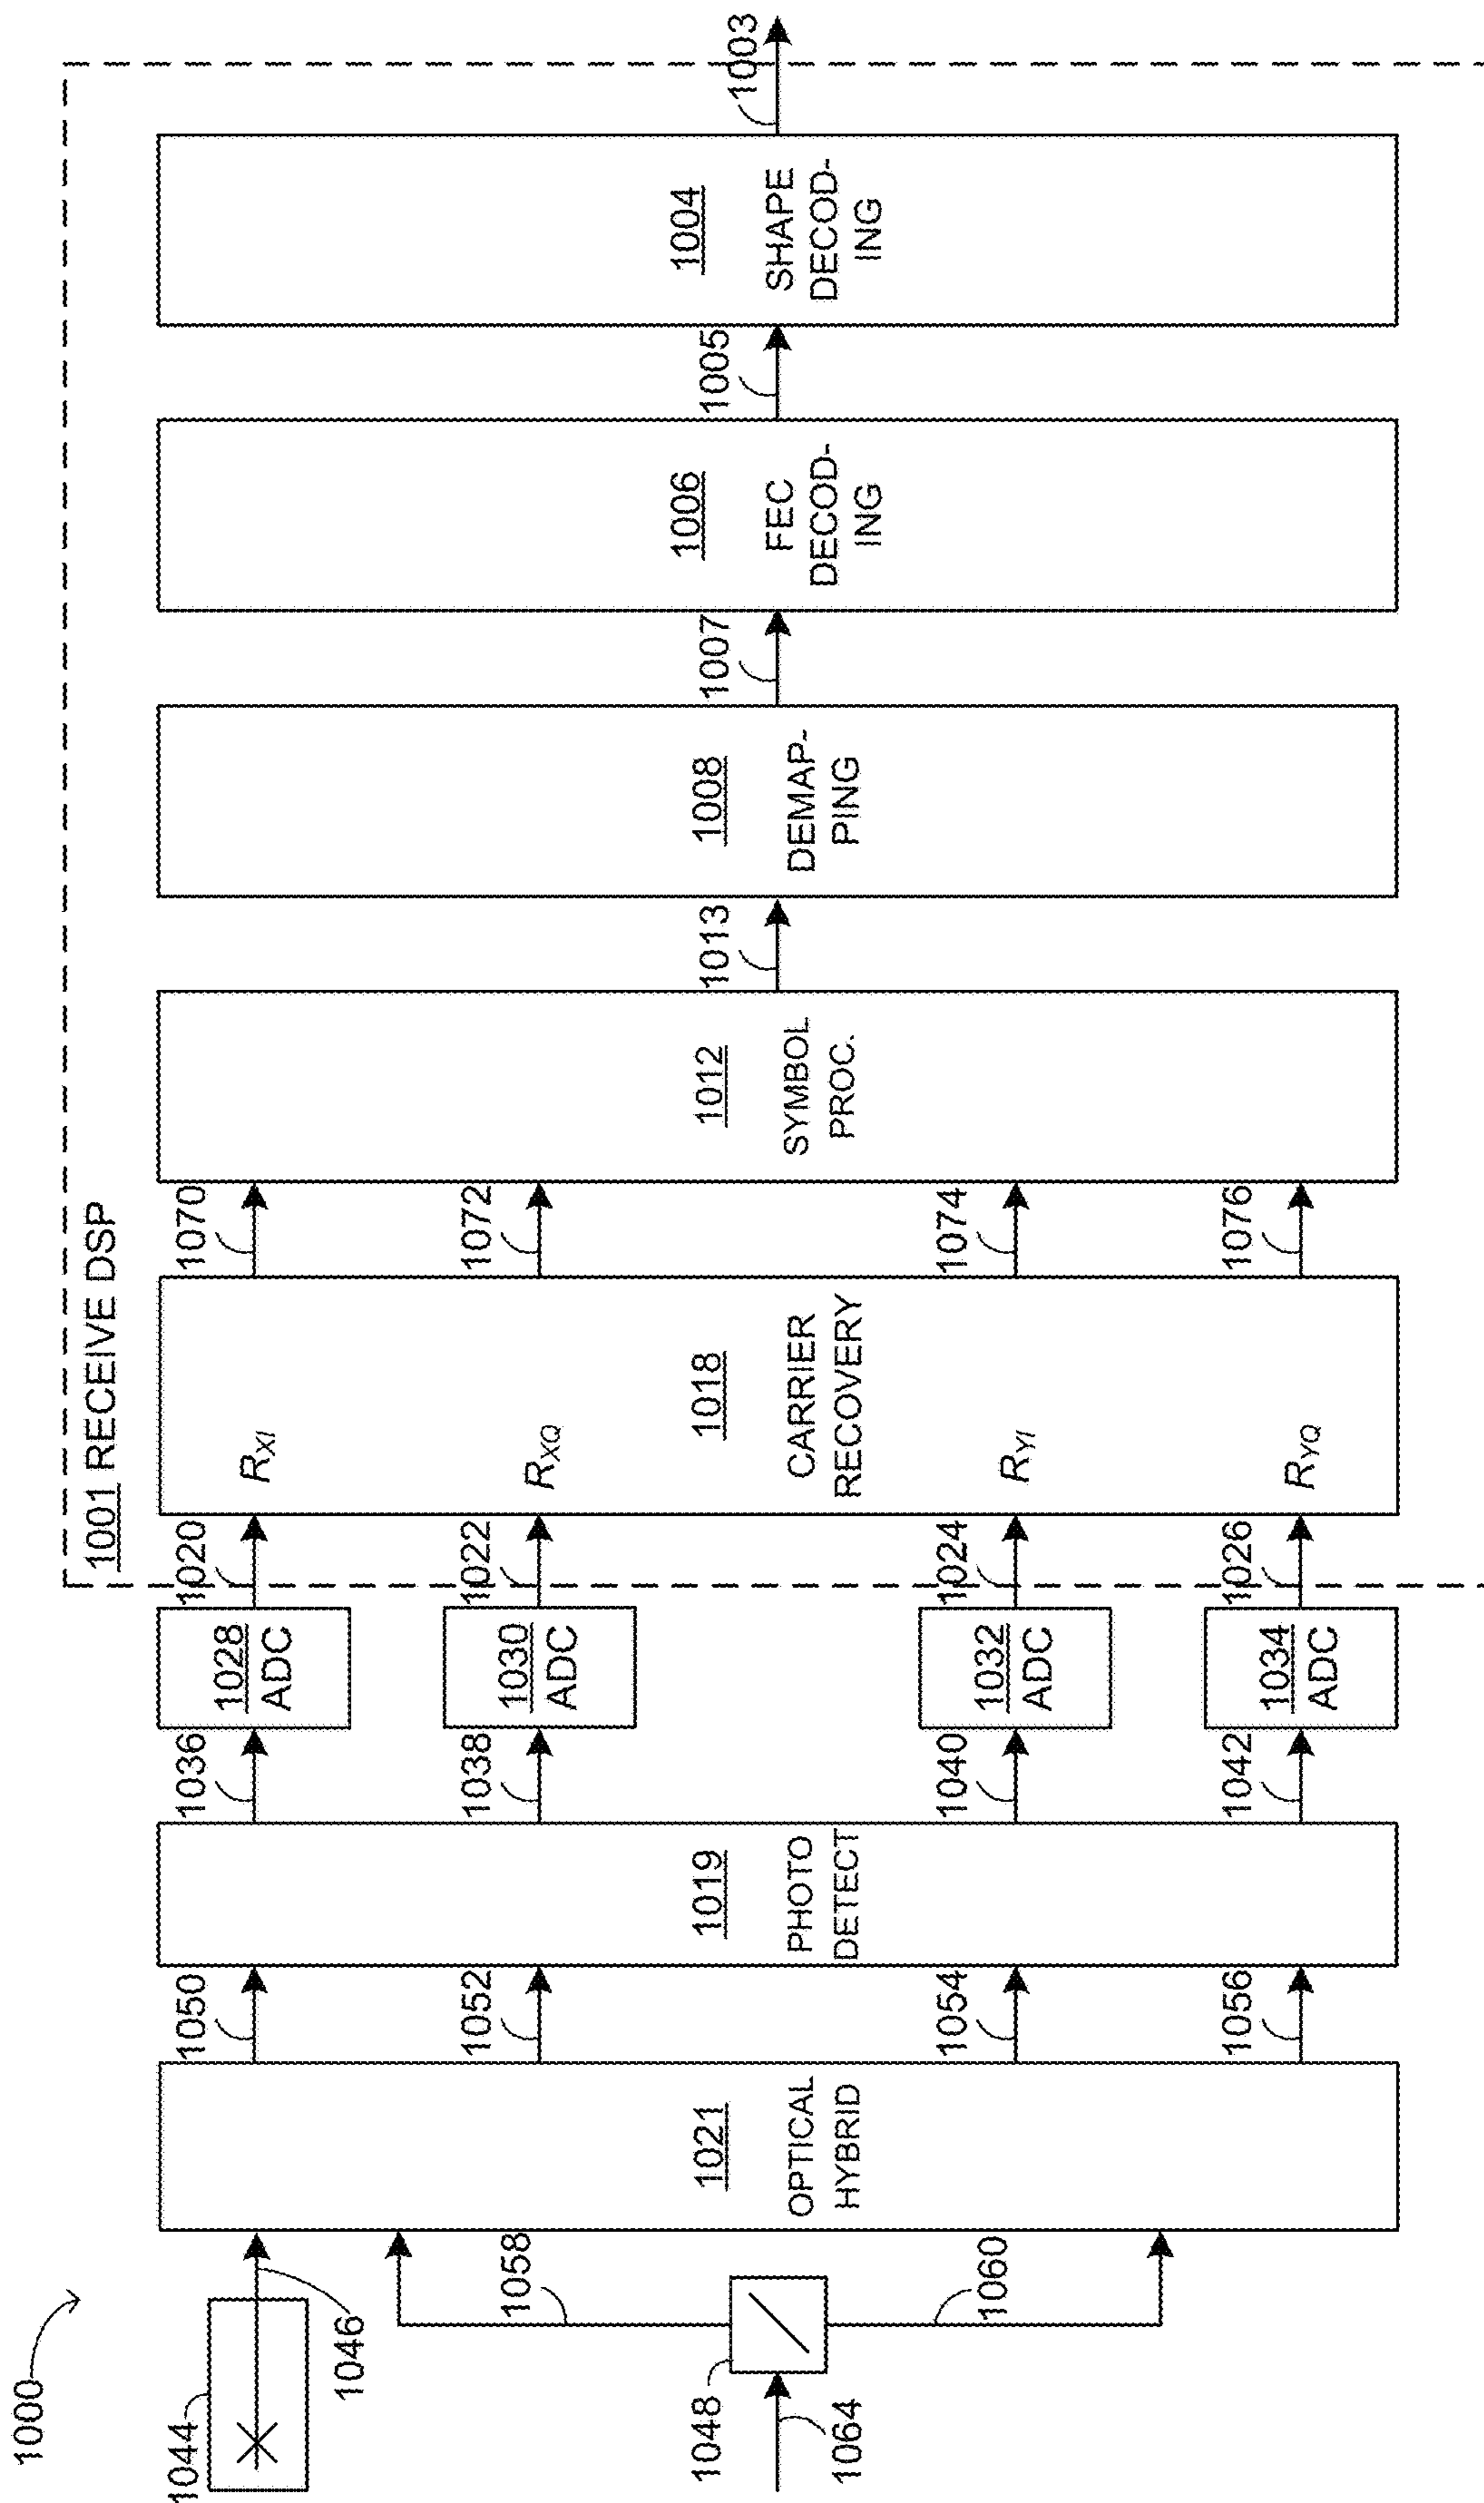 1000
1044
1046
1048
1064
1058
1060
1021
OPTICAL
HYBRID
1050
1052
1054
1056
1019
PHOTO
DETECT
1036
1038
1040
1042
1028
ADC
1030
ADC
1032
ADC
1034
ADC
1001 RECEIVE DSP
1020
1022
1024
1026
RXI
RXQ
RYI
RYQ
1018
CARRIER
RECOVERY
1070
1072
1074
1076
1012
SYMBOL
PROC.
1013
1008
DEMAP-
PING
1007
1006
FEC
DECOD-
ING
1005
1004
SHAPE
DECOD-
ING
1003